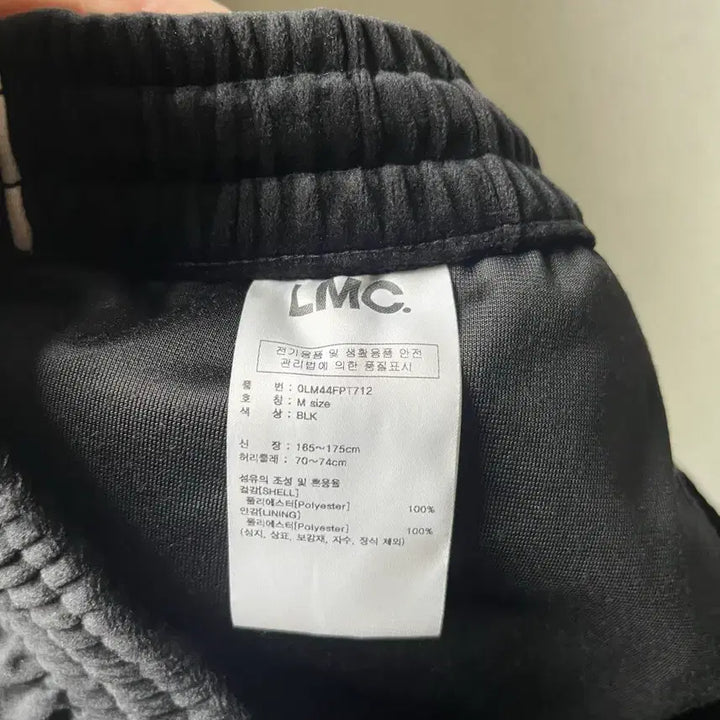 LMC.
전기용품 및 생활용품 안전
관리법에 의한 품질표시
품 번 : 0LM44FPT712
호 칭 : M size
색 상 : BLK
신 장 : 165~175cm
허리둘레 : 70~74cm
섬유의 조성 및 혼용율
겉감[SHELL]
폴리에스터[Polyester] 100%
안감[LINING]
폴리에스터[Polyester] 100%
(심지, 상표, 보강재, 자수, 장식 제외)